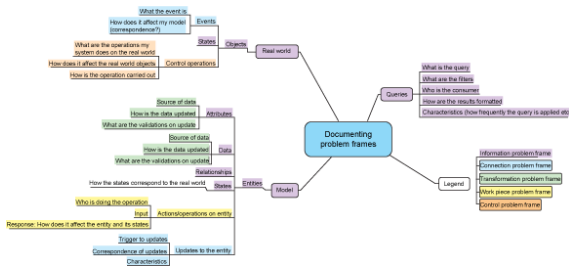 What the event is
How does it affect my model
(correspondence?)
Events
States
Objects
Real world
What are the operations my
system does on the real world
How does it affect the real world objects
How is the operation carried out
Control operations
Source of data
How is the data updated
What are the validations on update
Attributes
Source of data
How is the data updated
What are the validations on update
Data
Relationships
How the states correspond to the real world
States
Entities
Model
Who is doing the operation
Input
Response: How does it affect the entity and its states
Actions/operations on entity
Trigger to updates
Correspondence of updates
Characteristics
Updates to the entity
Documenting
problem frames
Queries
What is the query
What are the filters
Who is the consumer
How are the results formatted
Characteristics (how frequently the query is applied etc
Legend
Information problem frame
Connection problem frame
Transformation problem frame
Work piece problem frame
Control problem frame